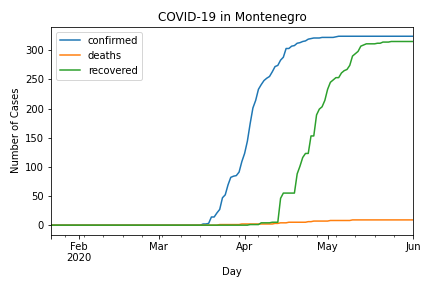 COVID-19 in Montenegro
confirmed
deaths
recovered
Number of Cases
300
250
200
150
100
50
0
Feb
2020
Mar
Apr
May
Jun
Day